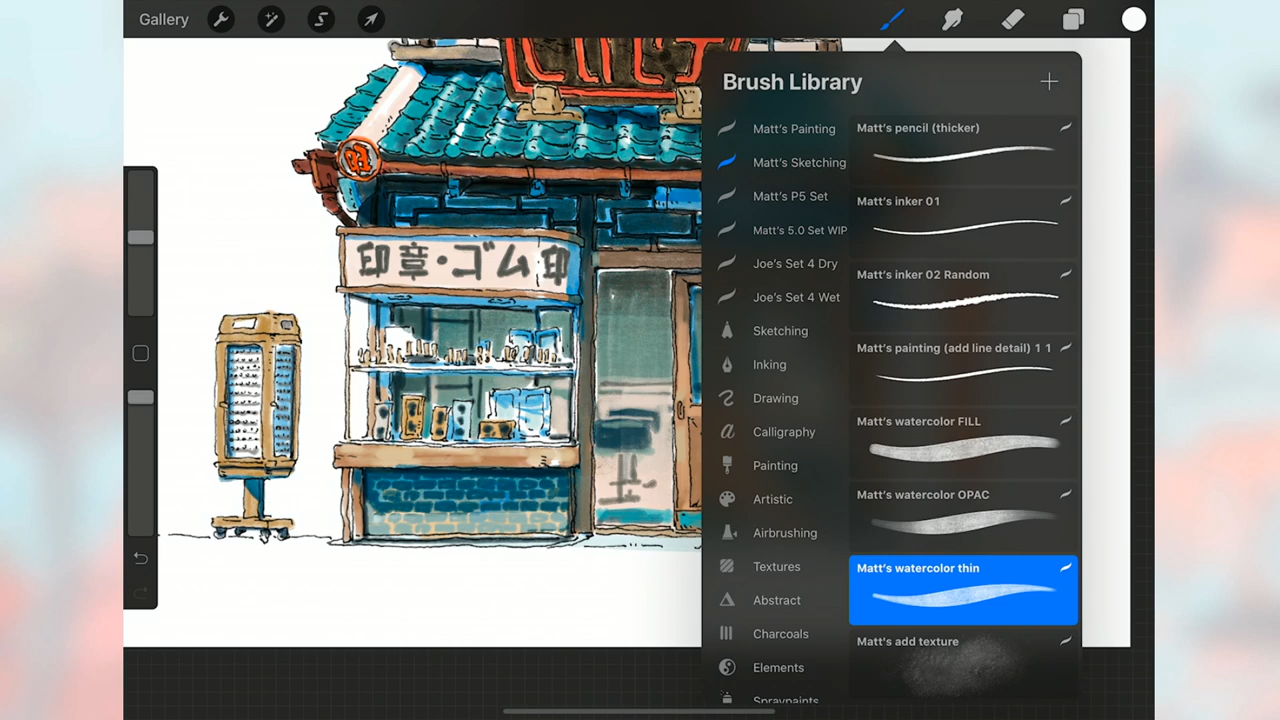 Gallery
Brush Library
Matt's Painting
Matt's Sketching
Matt's P5 Set
Matt's 5.0 Set WIP
Joe's Set 4 Dry
Joe's Set 4 Wet
Sketching
Inking
Drawing
Calligraphy
Painting
Artistic
Airbrushing
Textures
Abstract
Charcoals
Elements
Spraypaints
Matt's pencil (thicker)
Matt's inker 01
Matt's inker 02 Random
Matt's painting (add line detail) 1 1
Matt's watercolor FILL
Matt's watercolor OPAC
Matt's watercolor thin
Matt's add texture
印章・ゴム印